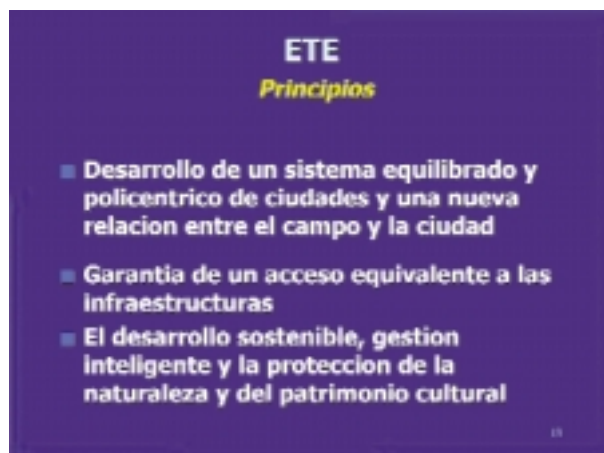 ETE
Principios
Desarrollo de un sistema equilibrado y
policentrico de ciudades y una nueva
relacion entre el campo y la ciudad
Garantia de un acceso equivalente a las
infraestructuras
El desarrollo sostenible, gestion
inteligente y la proteccion de la
naturaleza y del patrimonio cultural